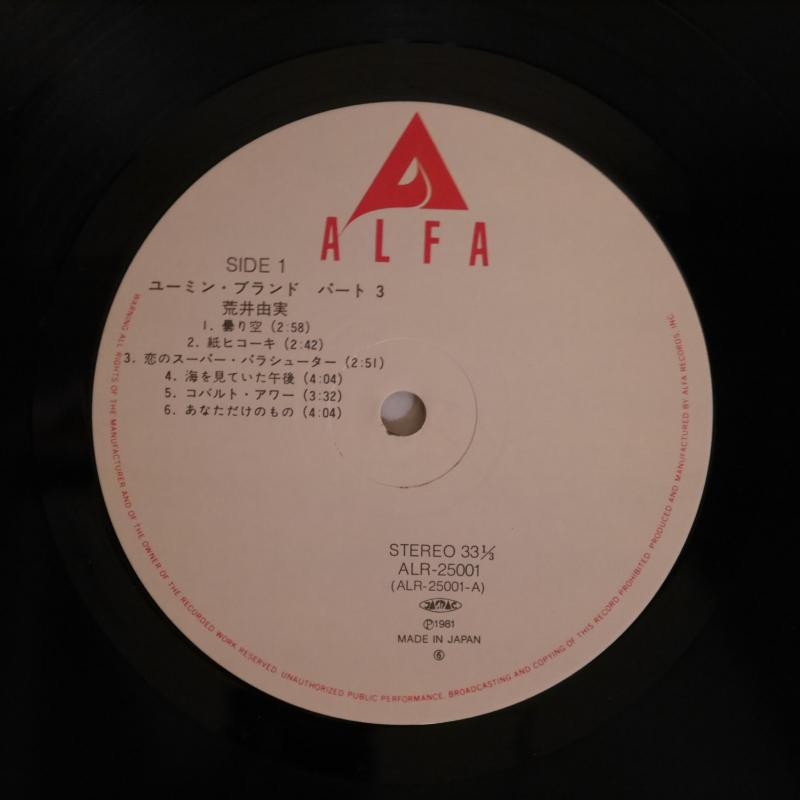 ALFA
SIDE 1
ユーミン・ブランド パート 3
荒井由実
1. 曇り空 (2:58)
2. 紙ヒコーキ (2:42)
3. 恋のスーパー・パラシューター (2:51)
4. 海を見ていた午後 (4:04)
5. コバルト・アワー (3:32)
6. あなただけのもの (4:04)
STEREO 33⅓
ALR-25001
(ALR-25001-A)
JASRAC
Ⓟ1981
MADE IN JAPAN
⑥
WARNING ALL RIGHTS OF THE MANUFACTURER AND OF THE OWNER OF THE RECORDED WORK RESERVED. UNAUTHORIZED PUBLIC PERFORMANCE, BROADCASTING AND COPYING OF THIS RECORD PROHIBITED. PRODUCED AND MANUFACTURED BY ALFA RECORDS, INC.